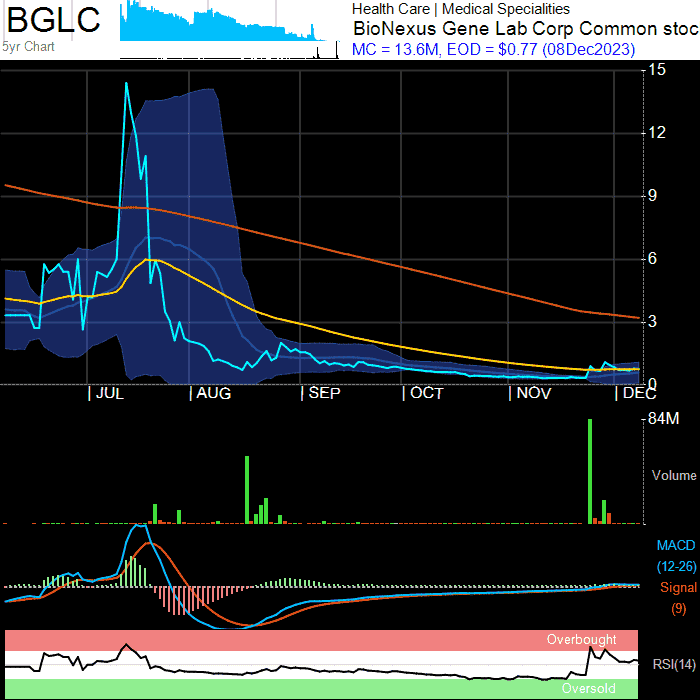 BGLC
5yr Chart
Health Care | Medical Specialities
BioNexus Gene Lab Corp Common stoc
MC = 13.6M, EOD = $0.77 (08Dec2023)
15
12
9
6
3
0
JUL
AUG
SEP
OCT
NOV
DEC
84M
Volume
MACD
(12-26)
Signal
(9)
Overbought
RSI(14)
Oversold